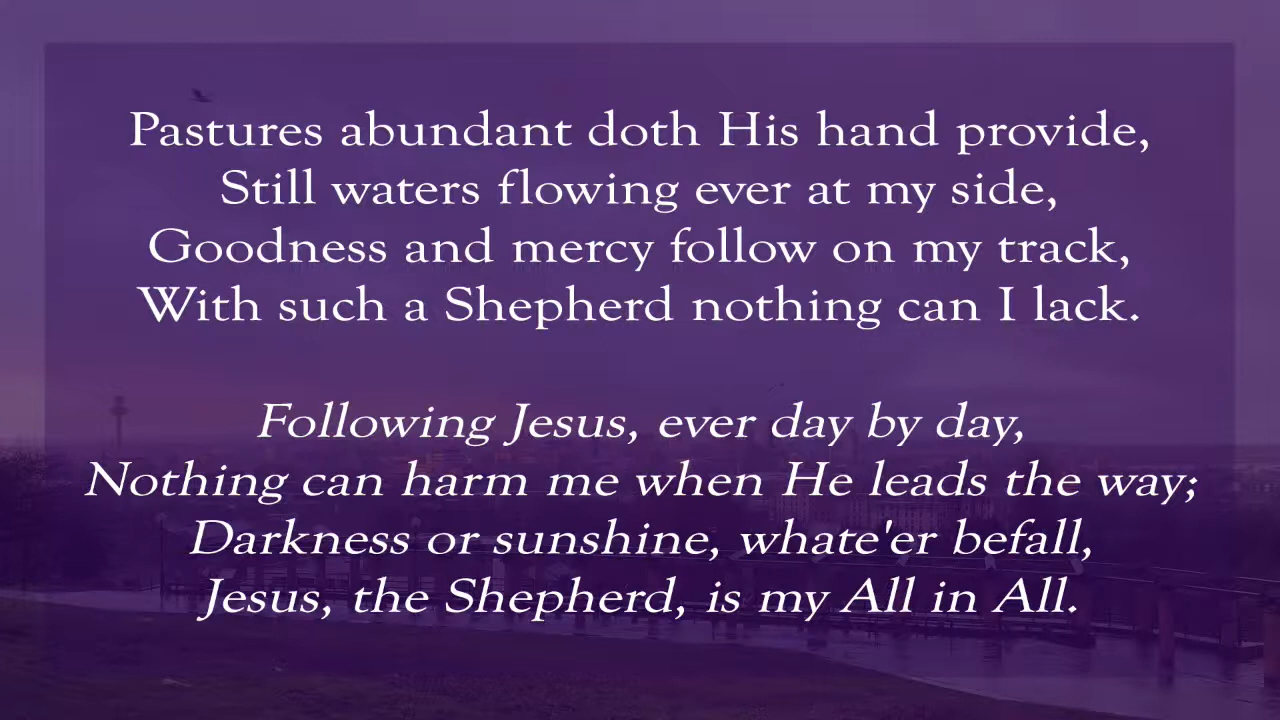 Pastures abundant doth His hand provide,
Still waters flowing ever at my side,
Goodness and mercy follow on my track,
With such a Shepherd nothing can I lack.
Following Jesus, ever day by day,
Nothing can harm me when He leads the way;
Darkness or sunshine, whate'er befall,
Jesus, the Shepherd, is my All in All.